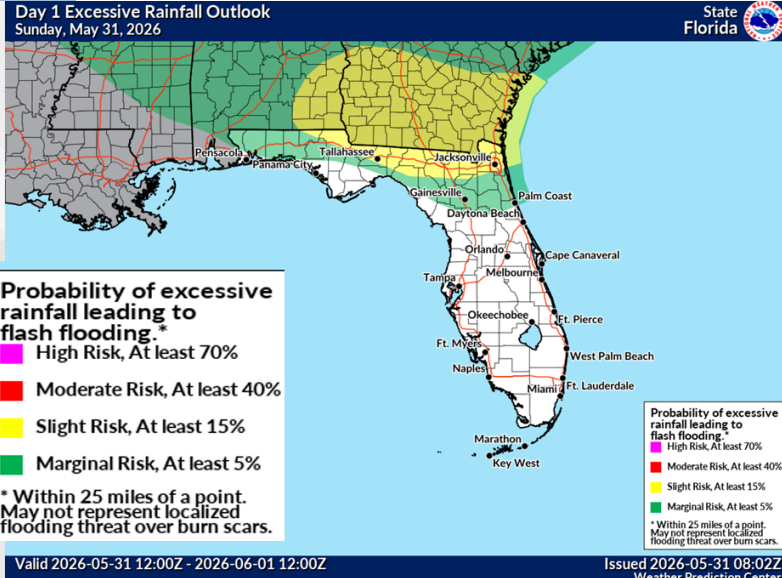 Day 1 Excessive Rainfall Outlook
Sunday, May 31, 2026
State
Florida
Pensacola
Panama City
Tallahassee
Jacksonville
Gainesville
Palm Coast
Daytona Beach
Orlando
Cape Canaveral
Melbourne
Tampa
Okeechobee
Ft. Pierce
Ft. Myers
West Palm Beach
Naples
Miami
Ft. Lauderdale
Marathon
Key West
Probability of excessive
rainfall leading to
flash flooding.*
High Risk, At least 70%
Moderate Risk, At least 40%
Slight Risk, At least 15%
Marginal Risk, At least 5%
* Within 25 miles of a point.
May not represent localized
flooding threat over burn scars.
Probability of excessive
rainfall leading to
flash flooding.*
High Risk, At least 70%
Moderate Risk, At least 40%
Slight Risk, At least 15%
Marginal Risk, At least 5%
* Within 25 miles of a point.
May not represent localized
flooding threat over burn scars.
Valid 2026-05-31 12:00Z - 2026-06-01 12:00Z
Issued 2026-05-31 08:02Z
Weather Prediction Center